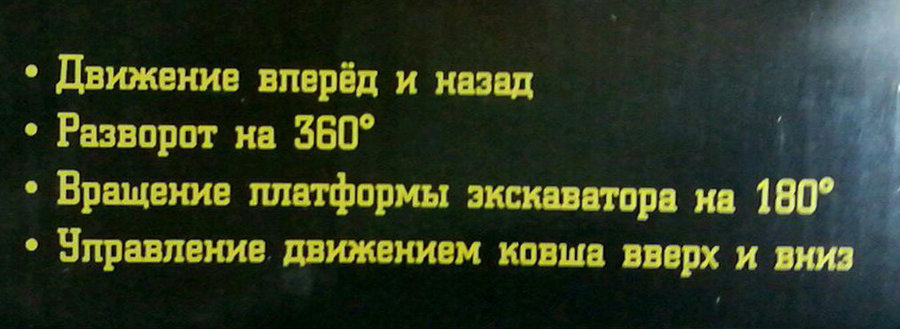 • Движение вперёд и назад
• Разворот на 360°
• Вращение платформы экскаватора на 180°
• Управление движением ковша вверх и вниз